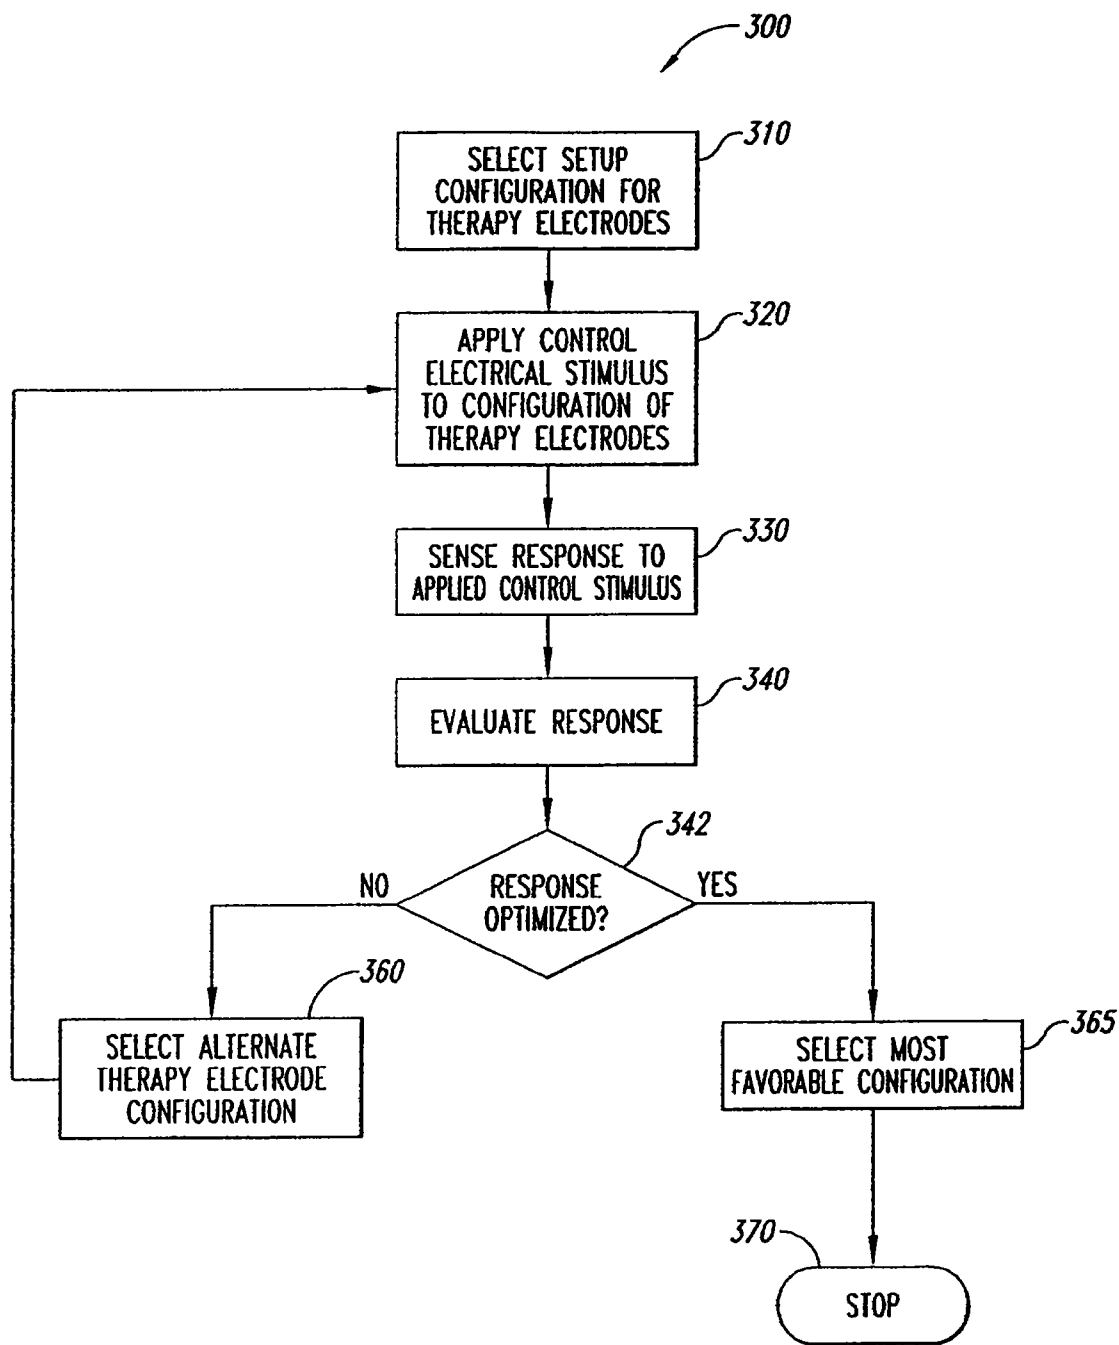 300
310
SELECT SETUP
CONFIGURATION FOR
THERAPY ELECTRODES
320
APPLY CONTROL
ELECTRICAL STIMULUS
TO CONFIGURATION OF
THERAPY ELECTRODES
330
SENSE RESPONSE TO
APPLIED CONTROL STIMULUS
340
EVALUATE RESPONSE
342
NO
RESPONSE
OPTIMIZED?
YES
360
SELECT ALTERNATE
THERAPY ELECTRODE
CONFIGURATION
365
SELECT MOST
FAVORABLE CONFIGURATION
370
STOP